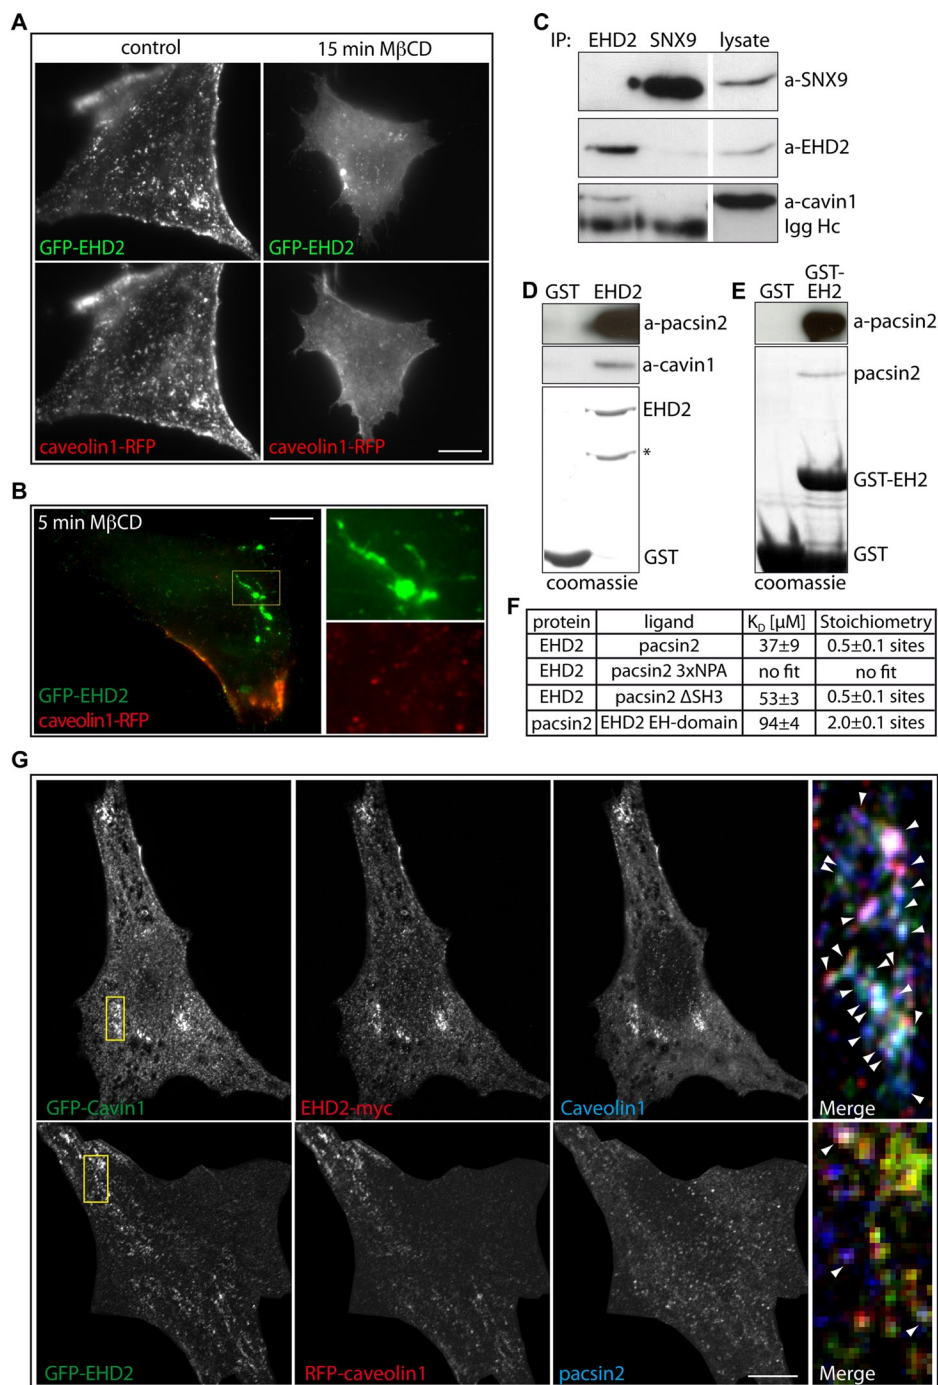 A
control
15 min MβCD
GFP-EHD2
GFP-EHD2
caveolin1-RFP
caveolin1-RFP
B
5 min MβCD
GFP-EHD2
caveolin1-RFP
C
IP: EHD2 SNX9 lysate
a-SNX9
a-EHD2
a-cavin1
Igg Hc
D
GST EHD2
a-pacsin2
a-cavin1
EHD2
*
GST
coomassie
E
GST GST-EH2
a-pacsin2
pacsin2
GST-EH2
GST
coomassie
F
protein ligand K_D [µM] Stoichiometry
EHD2 pacsin2 37±9 0.5±0.1 sites
EHD2 pacsin2 3xNPA no fit no fit
EHD2 pacsin2 ΔSH3 53±3 0.5±0.1 sites
pacsin2 EHD2 EH-domain 94±4 2.0±0.1 sites
G
GFP-Cavin1
EHD2-myc
Caveolin1
Merge
GFP-EHD2
RFP-caveolin1
pacsin2
Merge